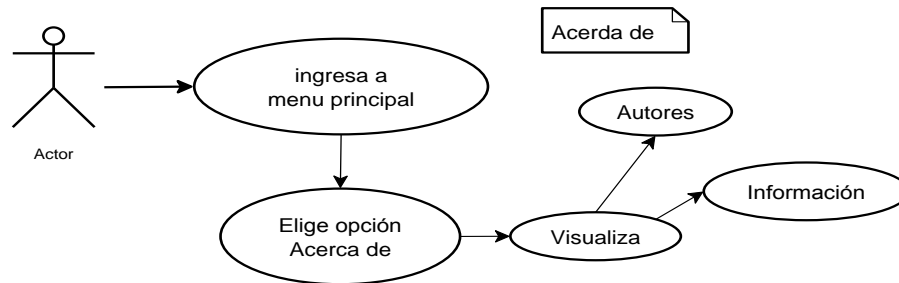 Acerda de
ingresa a
menu principal
Autores
Actor
Información
Elige opción
Acerca de
Visualiza